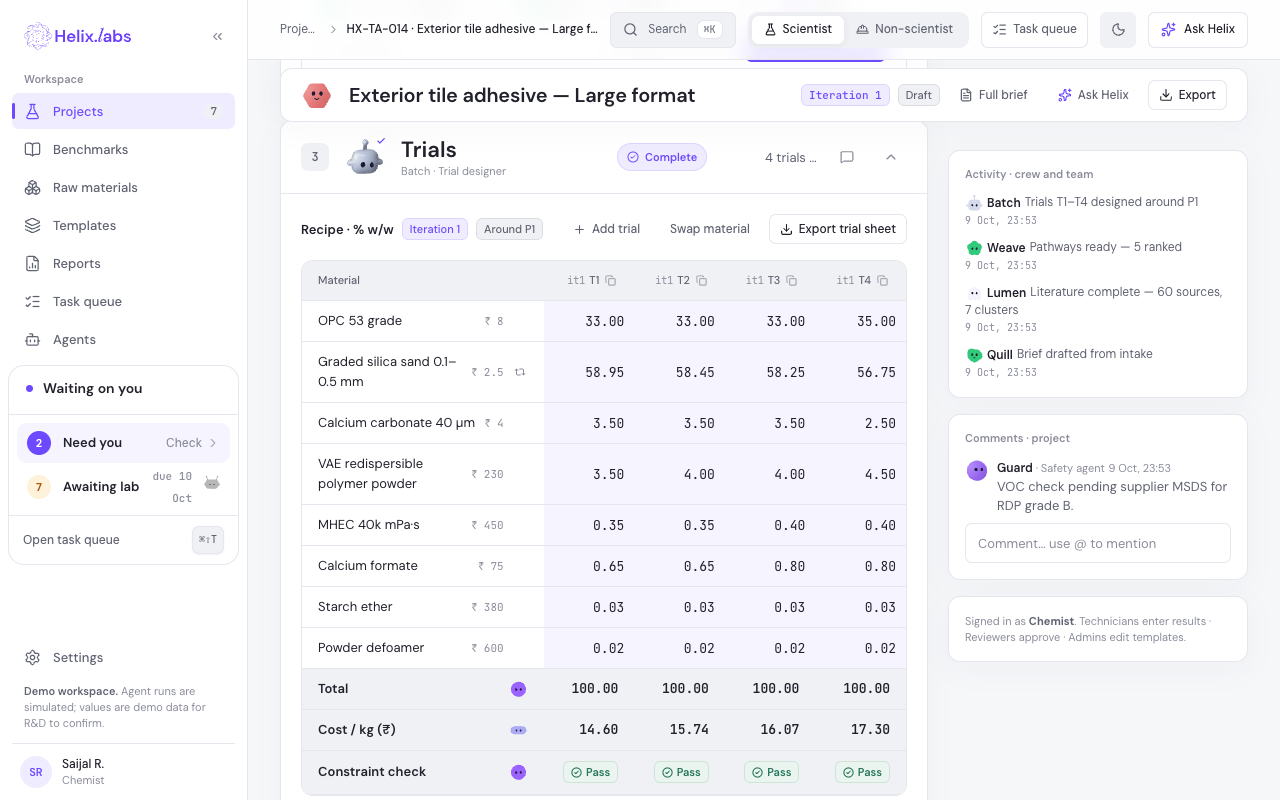 Helix.labs
Workspace
Projects 7
Benchmarks
Raw materials
Templates
Reports
Task queue
Agents
Waiting on you
2 Need you Check
7 Awaiting lab due 10 Oct
Open task queue ⌘⇧T
Settings
Demo workspace. Agent runs are
simulated; values are demo data for
R&D to confirm.
SR Saijal R.
Chemist
Proje… > HX-TA-014 · Exterior tile adhesive — Large f… Search ⌘K Scientist Non-scientist Task queue Ask Helix
Exterior tile adhesive — Large format Iteration 1 Draft Full brief Ask Helix Export
3 Trials Complete 4 trials …
Batch · Trial designer
Recipe · % w/w Iteration 1 Around P1 + Add trial Swap material Export trial sheet
Material it1 T1 it1 T2 it1 T3 it1 T4
OPC 53 grade ₹ 8 33.00 33.00 33.00 35.00
Graded silica sand 0.1–
0.5 mm ₹ 2.5 58.95 58.45 58.25 56.75
Calcium carbonate 40 µm ₹ 4 3.50 3.50 3.50 2.50
VAE redispersible
polymer powder ₹ 230 3.50 4.00 4.00 4.50
MHEC 40k mPa·s ₹ 450 0.35 0.35 0.40 0.40
Calcium formate ₹ 75 0.65 0.65 0.80 0.80
Starch ether ₹ 380 0.03 0.03 0.03 0.03
Powder defoamer ₹ 600 0.02 0.02 0.02 0.02
Total 100.00 100.00 100.00 100.00
Cost / kg (₹) 14.60 15.74 16.07 17.30
Constraint check Pass Pass Pass Pass
Activity · crew and team
Batch Trials T1–T4 designed around P1
9 Oct, 23:53
Weave Pathways ready — 5 ranked
9 Oct, 23:53
Lumen Literature complete — 60 sources,
7 clusters
9 Oct, 23:53
Quill Brief drafted from intake
9 Oct, 23:53
Comments · project
Guard · Safety agent 9 Oct, 23:53
VOC check pending supplier MSDS for
RDP grade B.
Comment… use @ to mention
Signed in as Chemist. Technicians enter results ·
Reviewers approve · Admins edit templates.